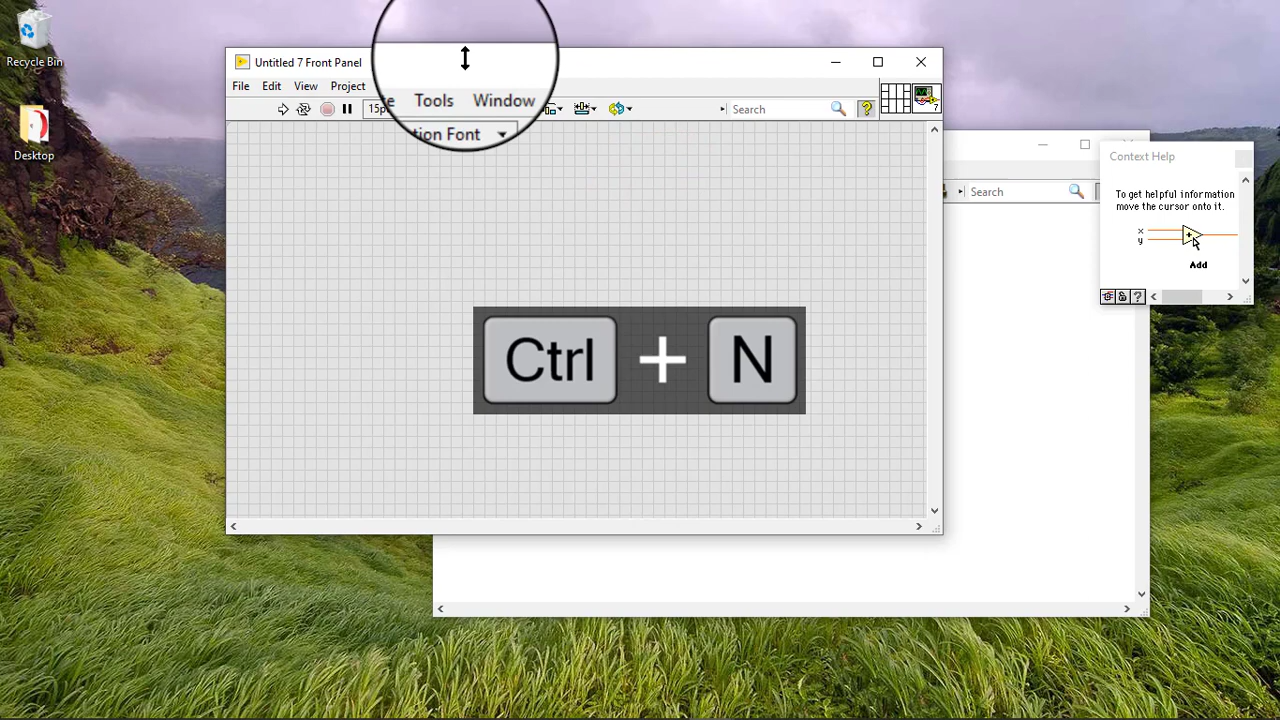 Recycle Bin
Desktop
Untitled 7 Front Panel
File Edit View Project
Tools Window
tion Font
Search
7
Search
Context Help
To get helpful information
move the cursor onto it.
x
y
Add
?
Ctrl + N